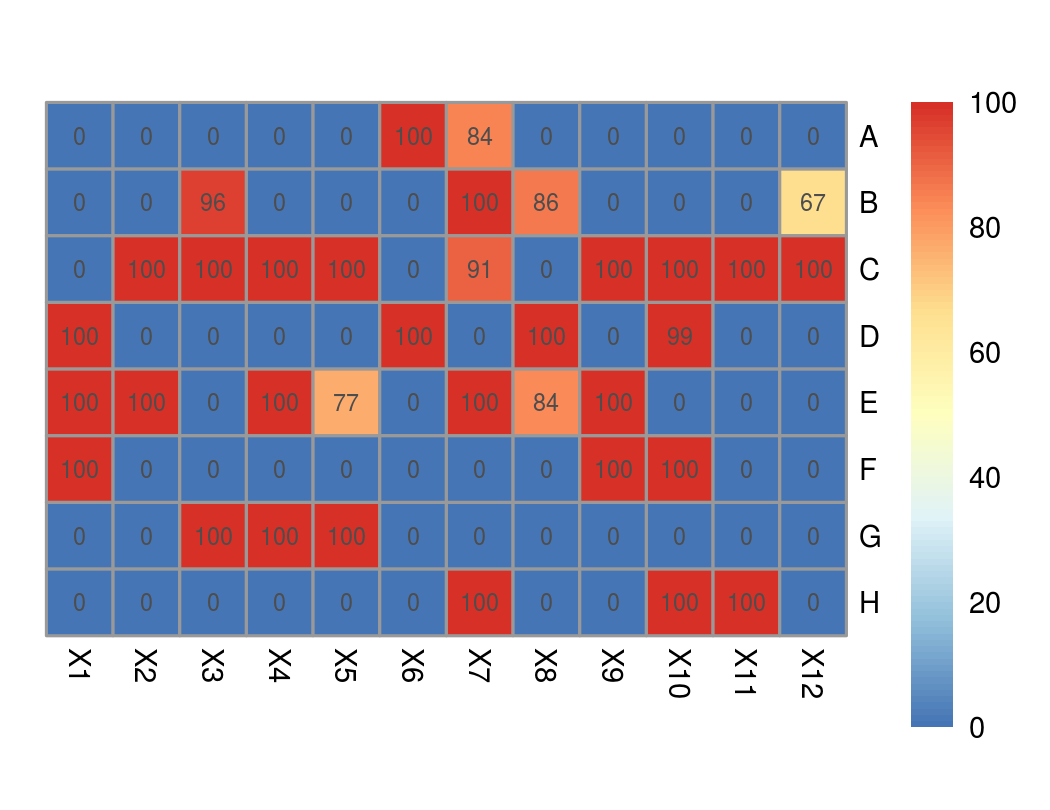 0 0 0 0 0 100 84 0 0 0 0 0 A
0 0 96 0 0 0 100 86 0 0 0 67 B
0 100 100 100 100 0 91 0 100 100 100 100 C
100 0 0 0 0 100 0 100 0 99 0 0 D
100 100 0 100 77 0 100 84 100 0 0 0 E
100 0 0 0 0 0 0 0 100 100 0 0 F
0 0 100 100 100 0 0 0 0 0 0 0 G
0 0 0 0 0 0 100 0 0 100 100 0 H
X1 X2 X3 X4 X5 X6 X7 X8 X9 X10 X11 X12
100
80
60
40
20
0